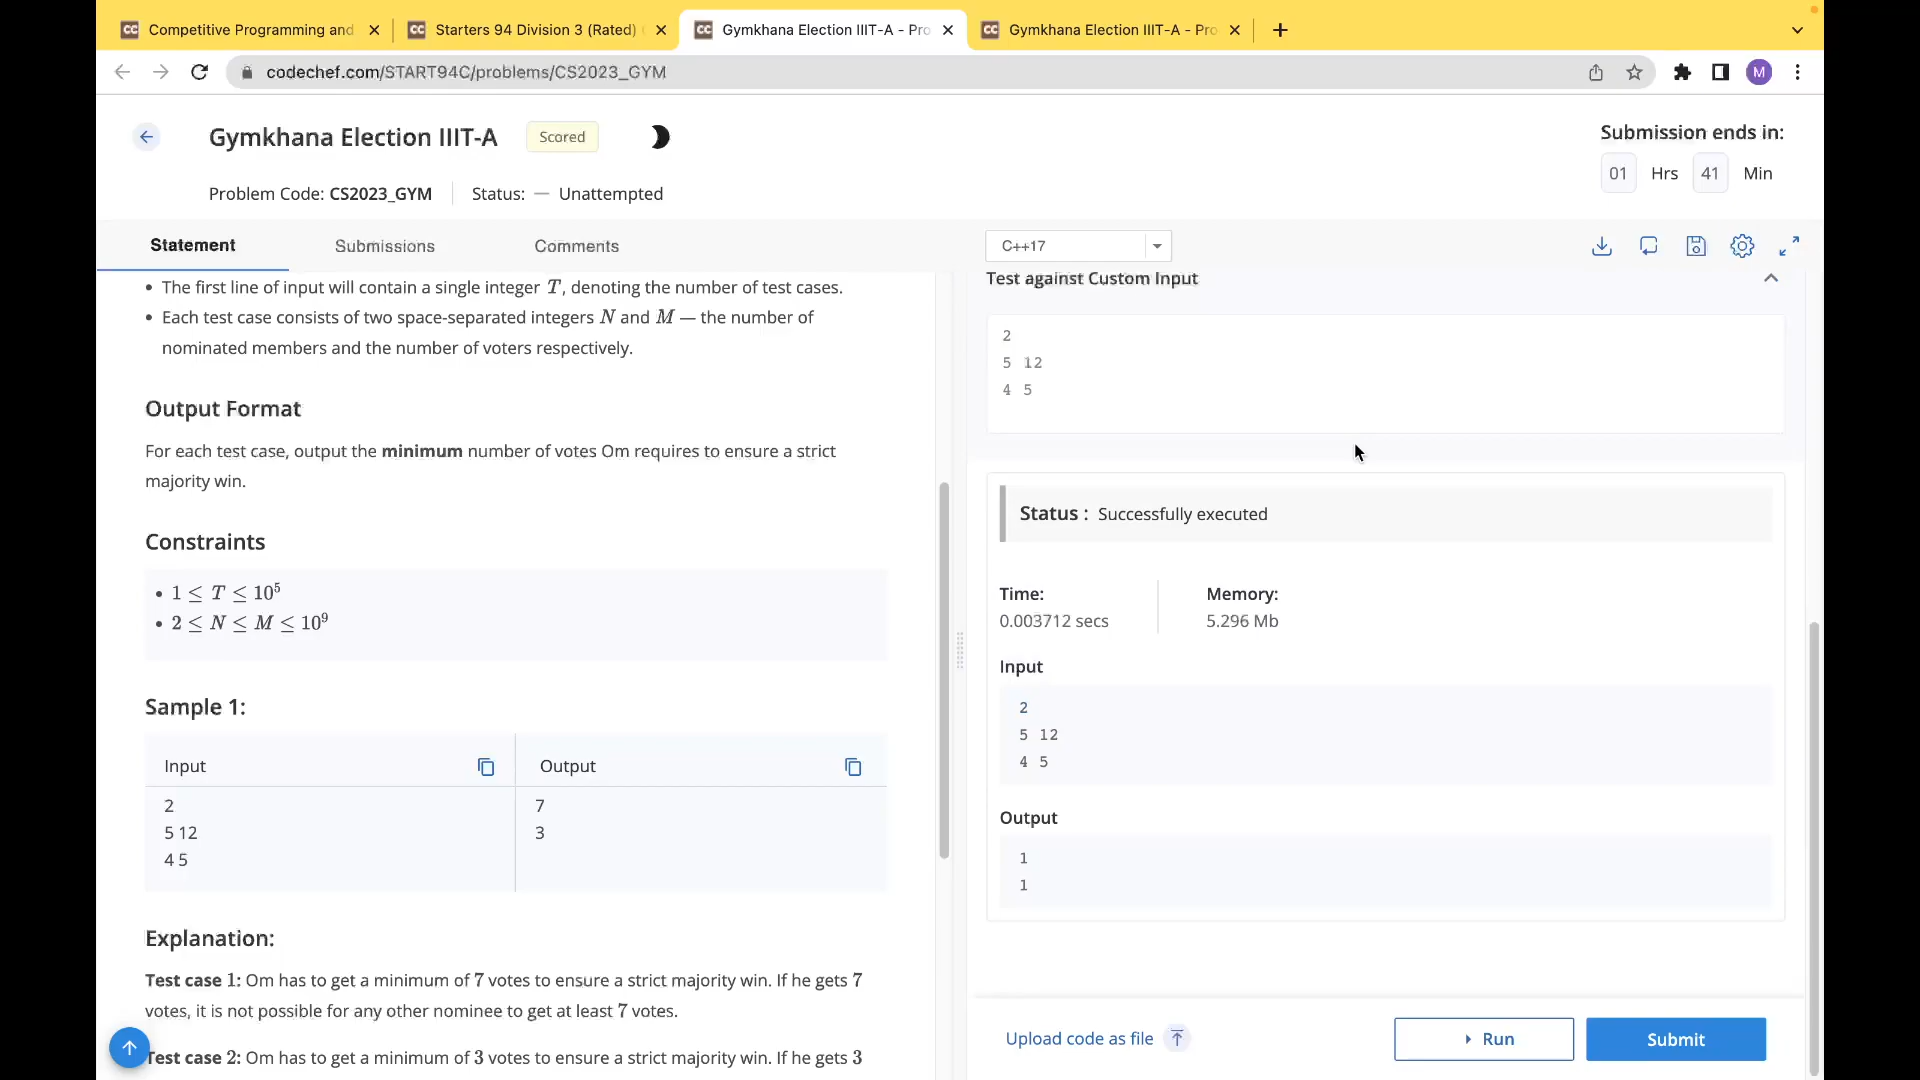 Competitive Programming and
Starters 94 Division 3 (Rated)
Gymkhana Election IIIT-A - Pro
Gymkhana Election IIIT-A - Pro
codechef.com/START94C/problems/CS2023_GYM
M
Gymkhana Election IIIT-A
Scored
Submission ends in:
01 Hrs 41 Min
Problem Code: CS2023_GYM
Status: — Unattempted
Statement
Submissions
Comments
C++17
• The first line of input will contain a single integer T, denoting the number of test cases.
• Each test case consists of two space-separated integers N and M — the number of
nominated members and the number of voters respectively.
Output Format
For each test case, output the minimum number of votes Om requires to ensure a strict
majority win.
Constraints
• 1 ≤ T ≤ 10^5
• 2 ≤ N ≤ M ≤ 10^9
Sample 1:
Input
Output
2
5 12
4 5
7
3
Explanation:
Test case 1: Om has to get a minimum of 7 votes to ensure a strict majority win. If he gets 7
votes, it is not possible for any other nominee to get at least 7 votes.
Test case 2: Om has to get a minimum of 3 votes to ensure a strict majority win. If he gets 3
Test against Custom Input
2
5 12
4 5
Status : Successfully executed
Time:
0.003712 secs
Memory:
5.296 Mb
Input
2
5 12
4 5
Output
1
1
Upload code as file
Run
Submit